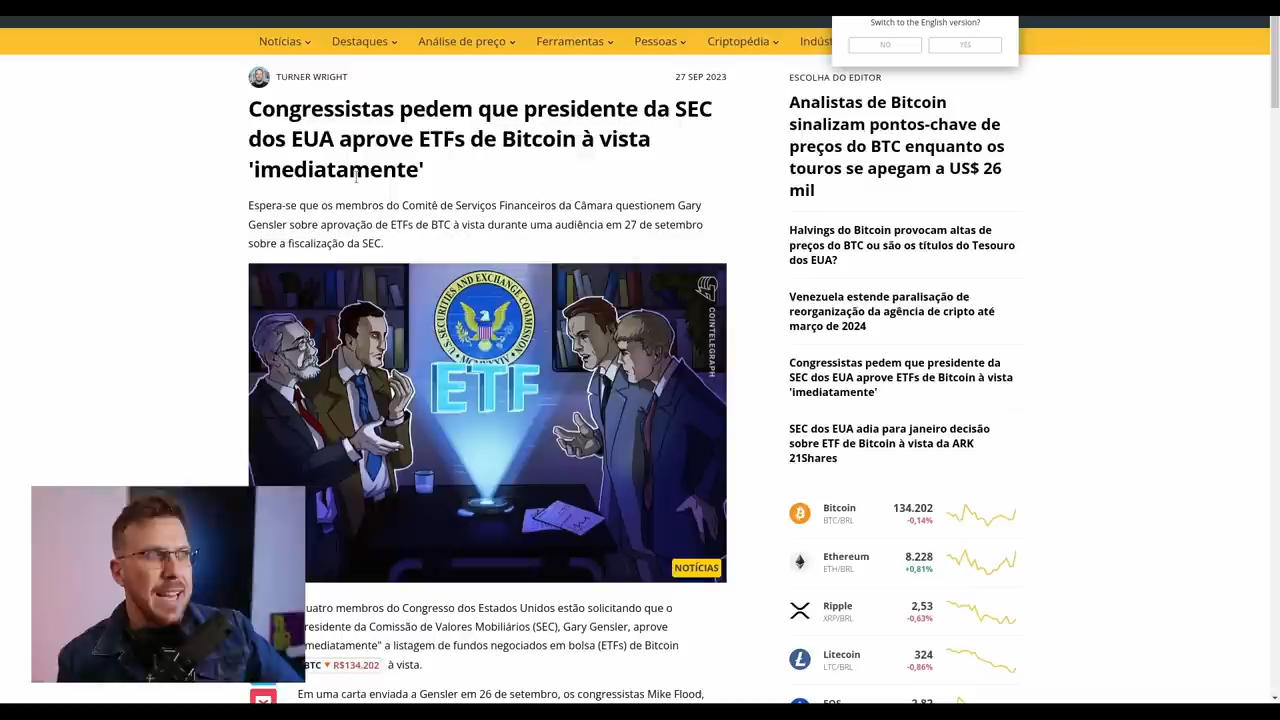 Switch to the English version?
NO
YES
Notícias
Destaques
Análise de preço
Ferramentas
Pessoas
Criptopédia
TURNER WRIGHT
27 SEP 2023
Congressistas pedem que presidente da SEC
dos EUA aprove ETFs de Bitcoin à vista
'imediatamente'
Espera-se que os membros do Comitê de Serviços Financeiros da Câmara questionem Gary
Gensler sobre aprovação de ETFs de BTC à vista durante uma audiência em 27 de setembro
sobre a fiscalização da SEC.
SECURITIES AND EXCHANGE COMMISSION
MCMXXXIV
ETF
COINTELEGRAPH
NOTÍCIAS
uatro membros do Congresso dos Estados Unidos estão solicitando que o
residente da Comissão de Valores Mobiliários (SEC), Gary Gensler, aprove
mediatamente" a listagem de fundos negociados em bolsa (ETFs) de Bitcoin
BTC ▼ R$134.202 à vista.
Em uma carta enviada a Gensler em 26 de setembro, os congressistas Mike Flood,
ESCOLHA DO EDITOR
Analistas de Bitcoin
sinalizam pontos-chave de
preços do BTC enquanto os
touros se apegam a US$ 26
mil
Halvings do Bitcoin provocam altas de
preços do BTC ou são os títulos do Tesouro
dos EUA?
Venezuela estende paralisação de
reorganização da agência de cripto até
março de 2024
Congressistas pedem que presidente da
SEC dos EUA aprove ETFs de Bitcoin à vista
'imediatamente'
SEC dos EUA adia para janeiro decisão
sobre ETF de Bitcoin à vista da ARK
21Shares
Bitcoin 134.202
BTC/BRL -0,14%
Ethereum 8.228
ETH/BRL +0,81%
Ripple 2,53
XRP/BRL -0,63%
Litecoin 324
LTC/BRL -0,86%